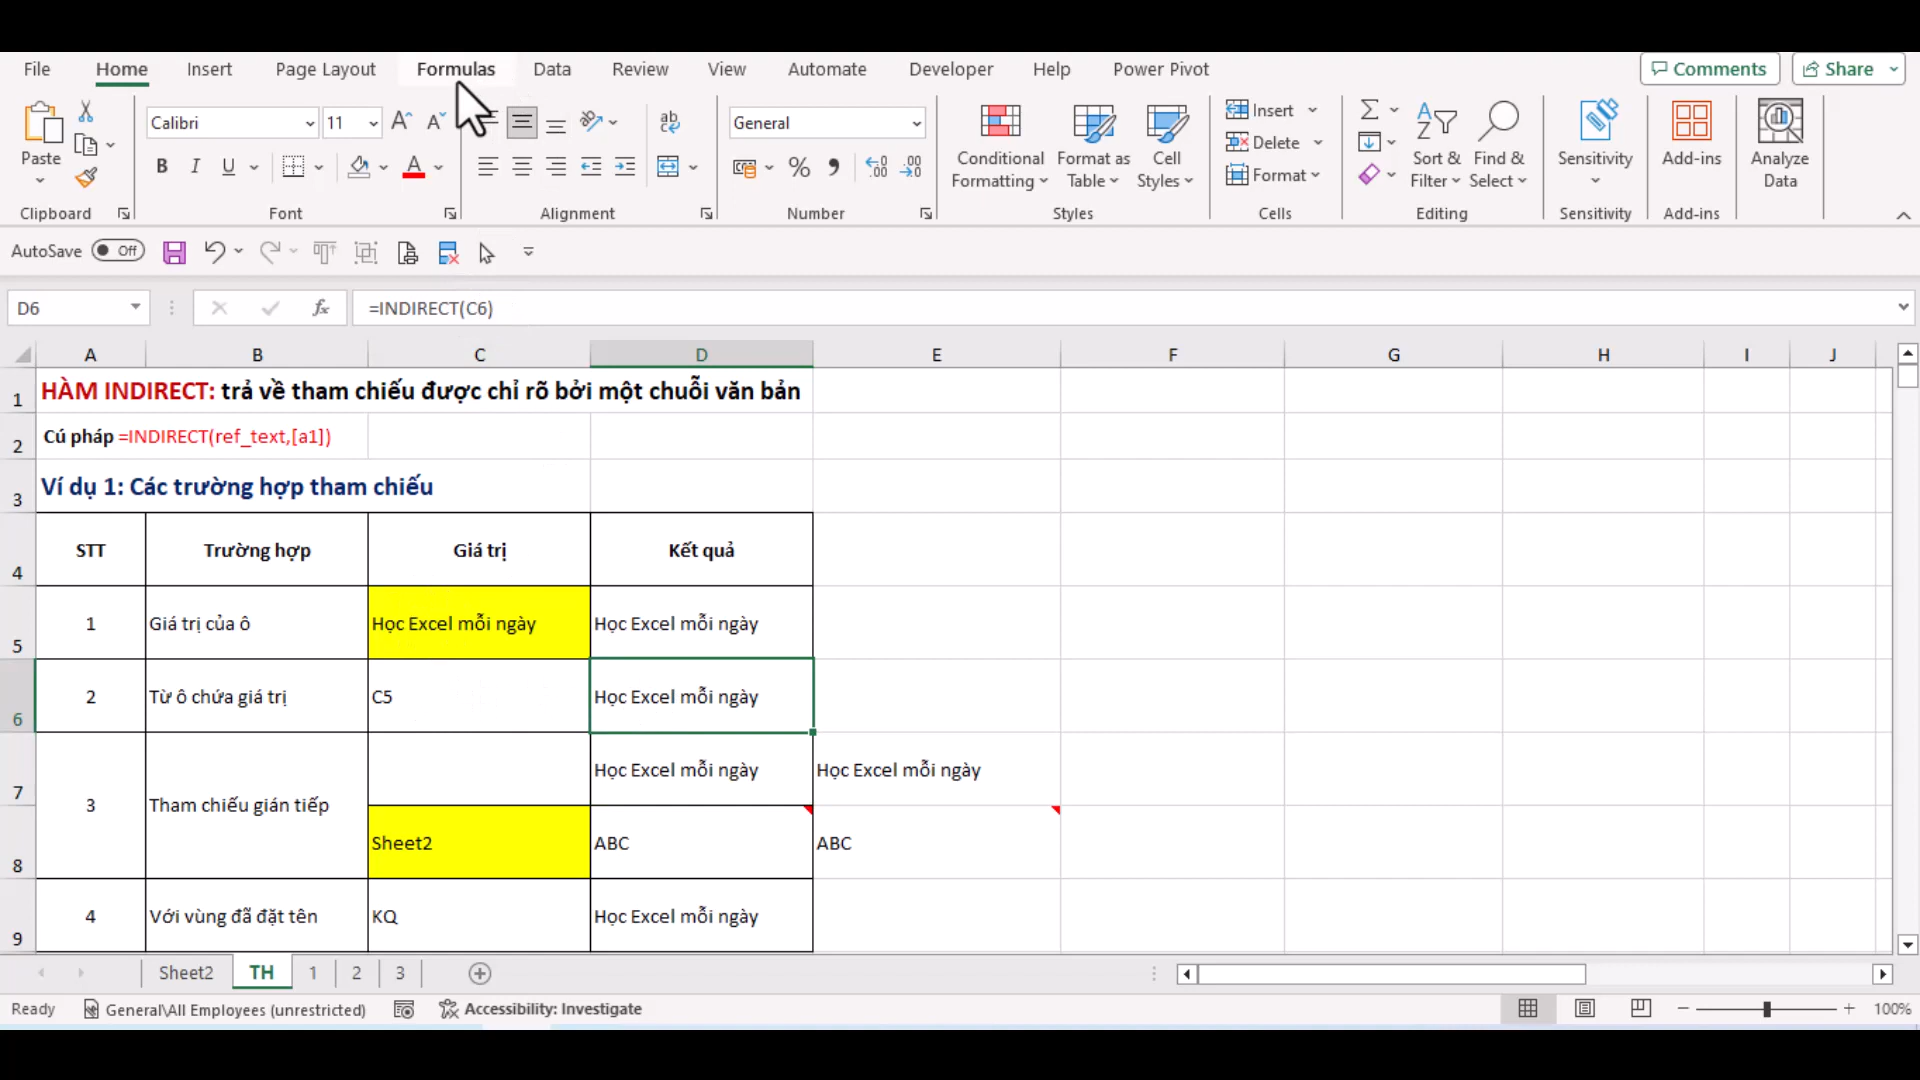 File Home Insert Page Layout Formulas Data Review View Automate Developer Help Power Pivot Comments Share
Calibri 11 General
Insert
Delete
Format
Paste
B I U A % ,
Conditional Formatting
Format as Table
Cell Styles
Sort & Filter
Find & Select
Sensitivity
Add-ins
Analyze Data
Clipboard Font Alignment Number Styles Cells Editing Sensitivity Add-ins
AutoSave Off
D6 fx =INDIRECT(C6)
A B C D E F G H I J
1 HÀM INDIRECT: trả về tham chiếu được chỉ rõ bởi một chuỗi văn bản
2 Cú pháp =INDIRECT(ref_text,[a1])
3 Ví dụ 1: Các trường hợp tham chiếu
4 STT Trường hợp Giá trị Kết quả
5 1 Giá trị của ô Học Excel mỗi ngày Học Excel mỗi ngày
6 2 Từ ô chứa giá trị C5 Học Excel mỗi ngày
7 Học Excel mỗi ngày Học Excel mỗi ngày
3 Tham chiếu gián tiếp
8 Sheet2 ABC ABC
9 4 Với vùng đã đặt tên KQ Học Excel mỗi ngày
Sheet2 TH 1 2 3
Ready General\All Employees (unrestricted) Accessibility: Investigate 100%